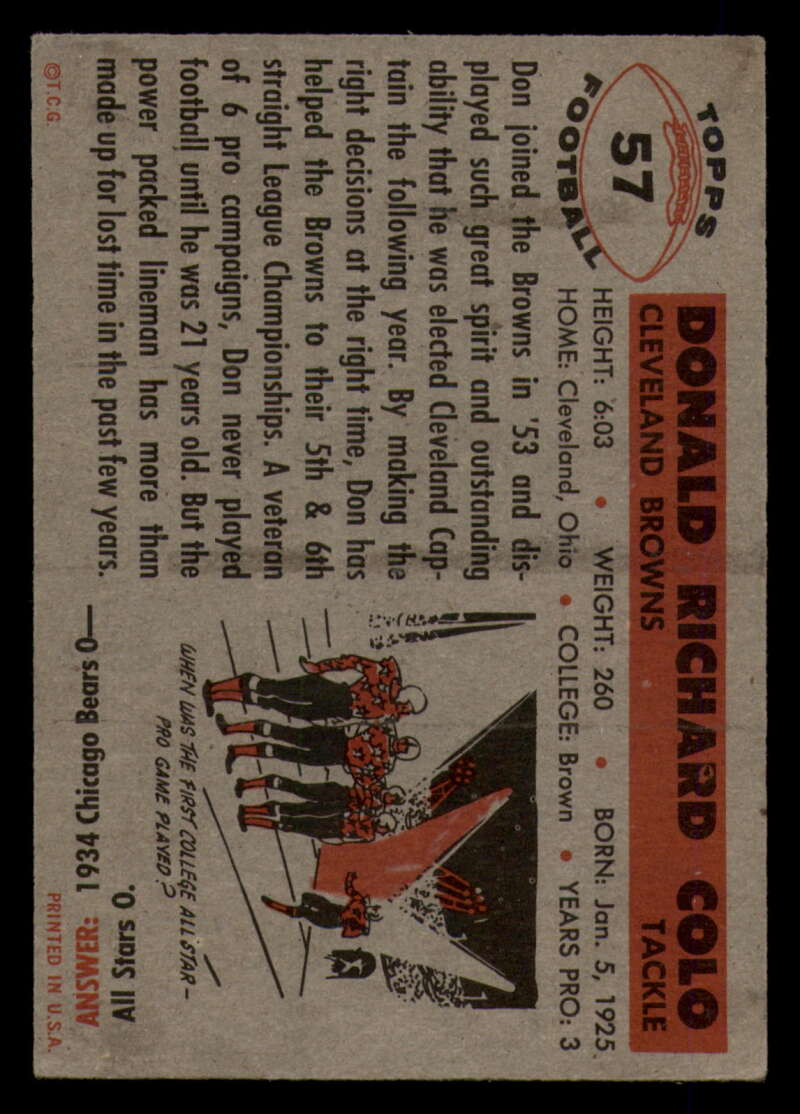 TOPPS
57
FOOTBALL
DONALD RICHARD COLO
CLEVELAND BROWNS TACKLE
HEIGHT: 6:03 • WEIGHT: 260 • BORN: Jan. 5, 1925
HOME: Cleveland, Ohio • COLLEGE: Brown • YEARS PRO: 3
Don joined the Browns in '53 and dis-
played such great spirit and outstanding
ability that he was elected Cleveland Cap-
tain the following year. By making the
right decisions at the right time, Don has
helped the Browns to their 5th & 6th
straight League Championships. A veteran
of 6 pro campaigns, Don never played
football until he was 21 years old. But the
power packed lineman has more than
made up for lost time in the past few years.
WHEN WAS THE FIRST COLLEGE ALL STAR -
PRO GAME PLAYED?
ANSWER: 1934 Chicago Bears 0—
All Stars 0.
©T.C.G.
PRINTED IN U.S.A.